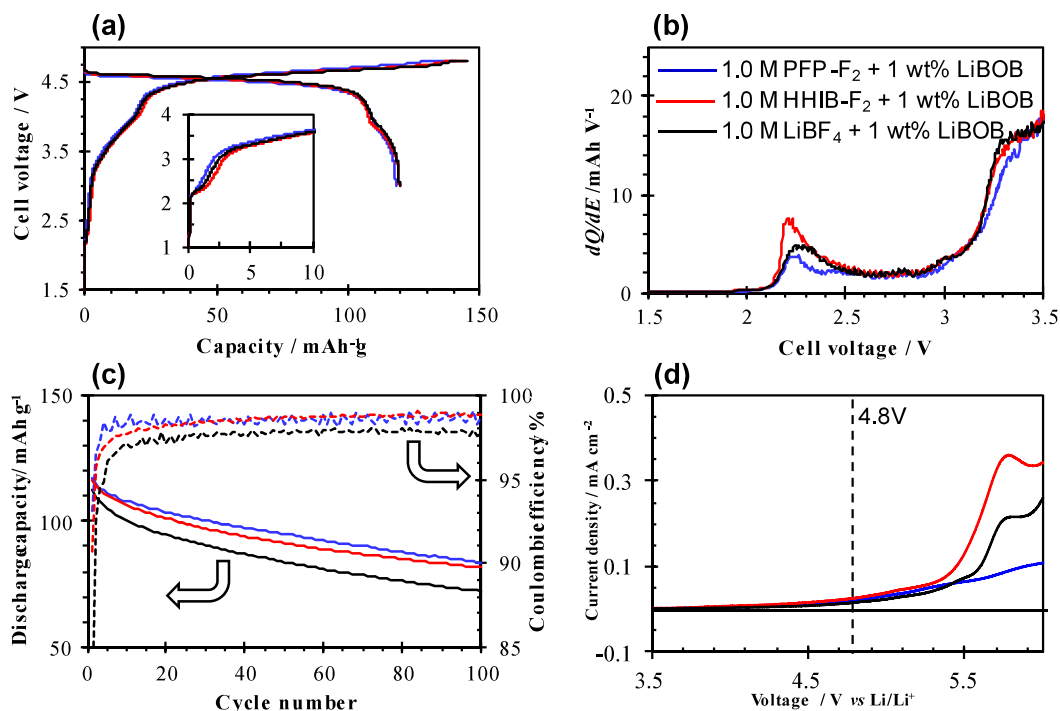 (a)
4.5
3.5
2.5
1.5
Cell voltage / V
4
3
2
1
0
5
10
0
50
100
150
Capacity / mAh g
(b)
1.0 M PFP-F₂ + 1 wt% LiBOB
1.0 M HHIB-F₂ + 1 wt% LiBOB
1.0 M LiBF₄ + 1 wt% LiBOB
20
10
0
dQ/dE /mAh V⁻¹
1.5
2
2.5
3
3.5
Cell voltage / V
(c)
150
100
50
Discharge capacity / mAh g⁻¹
100
95
90
85
Coulombic efficiency / %
0
20
40
60
80
100
Cycle number
(d)
4.8V
0.5
0.3
0.1
-0.1
Current density / mA cm⁻²
3.5
4.5
5.5
Voltage / V vs Li/Li⁺